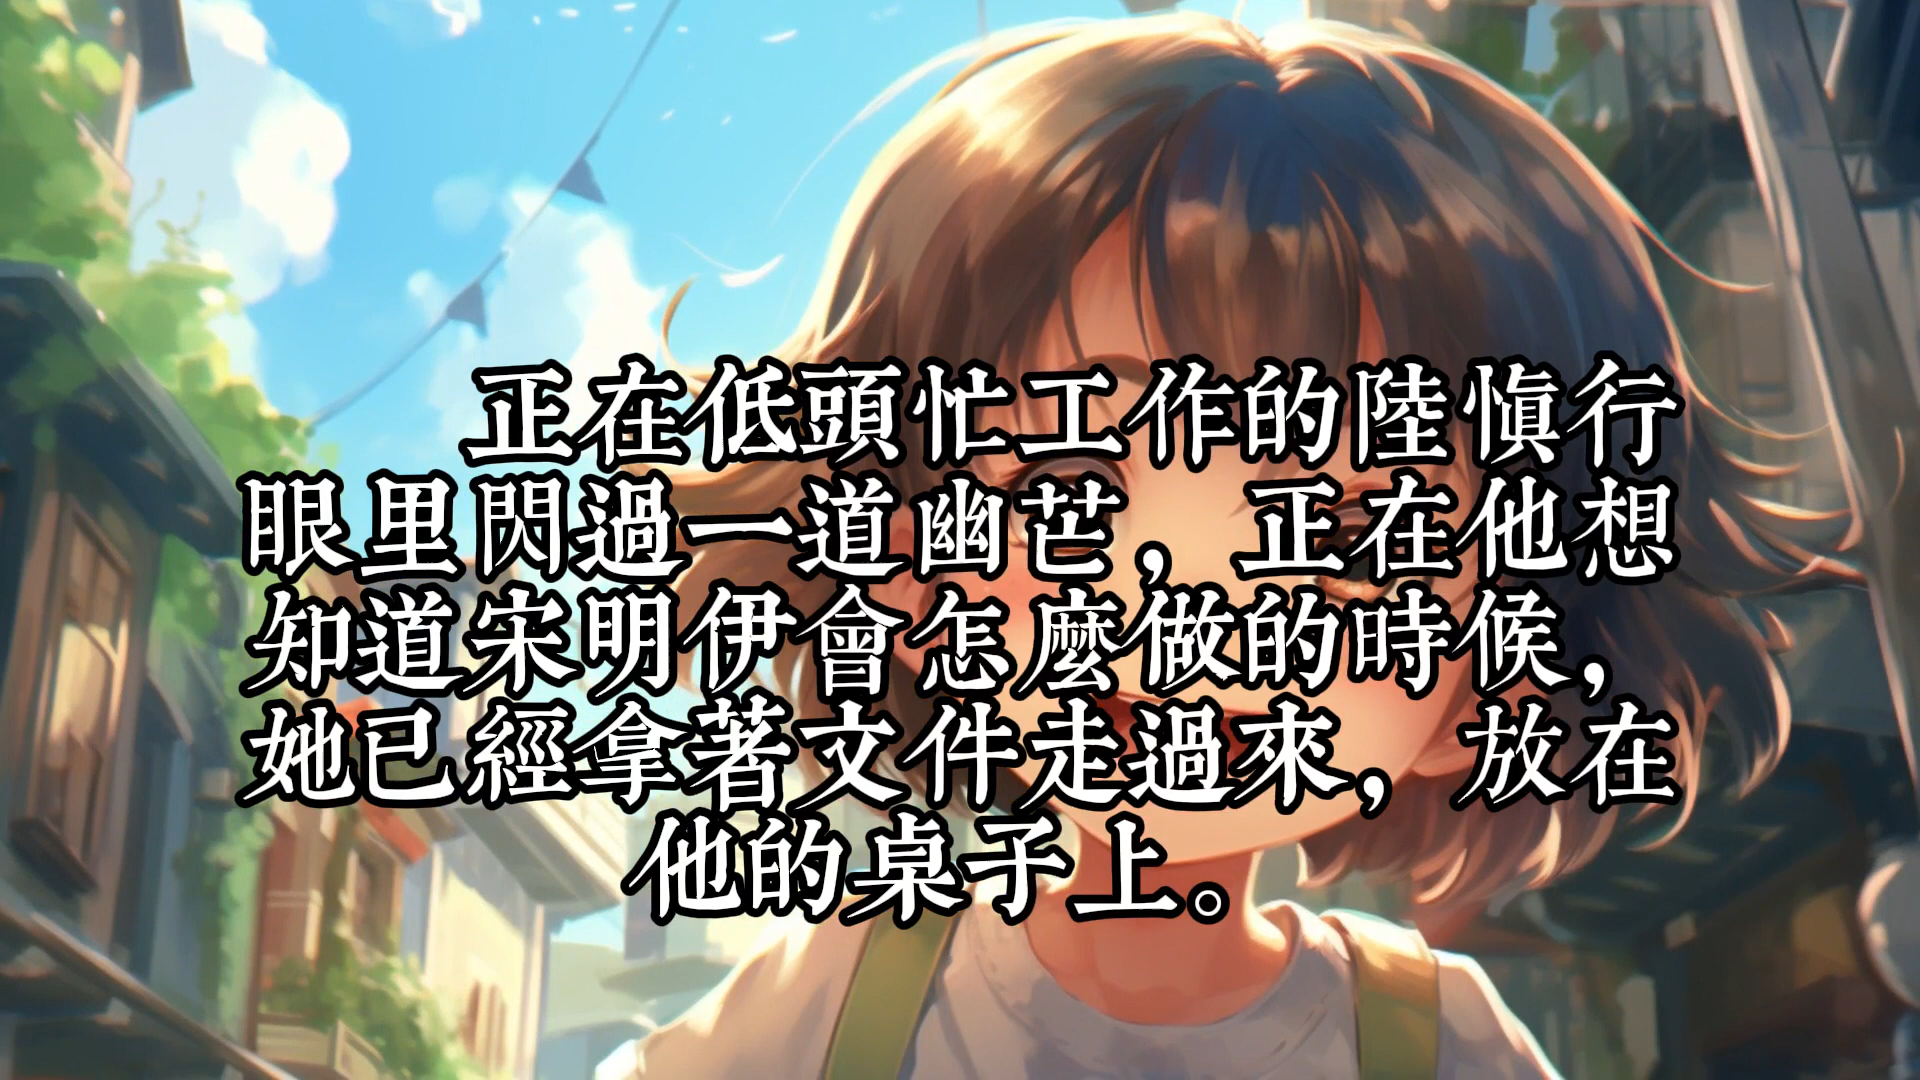 正在低頭忙工作的陸慎行
眼里閃過一道幽芒，正在他想
知道宋明伊會怎麼做的時候，
她已經拿著文件走過來，放在
他的桌子上。